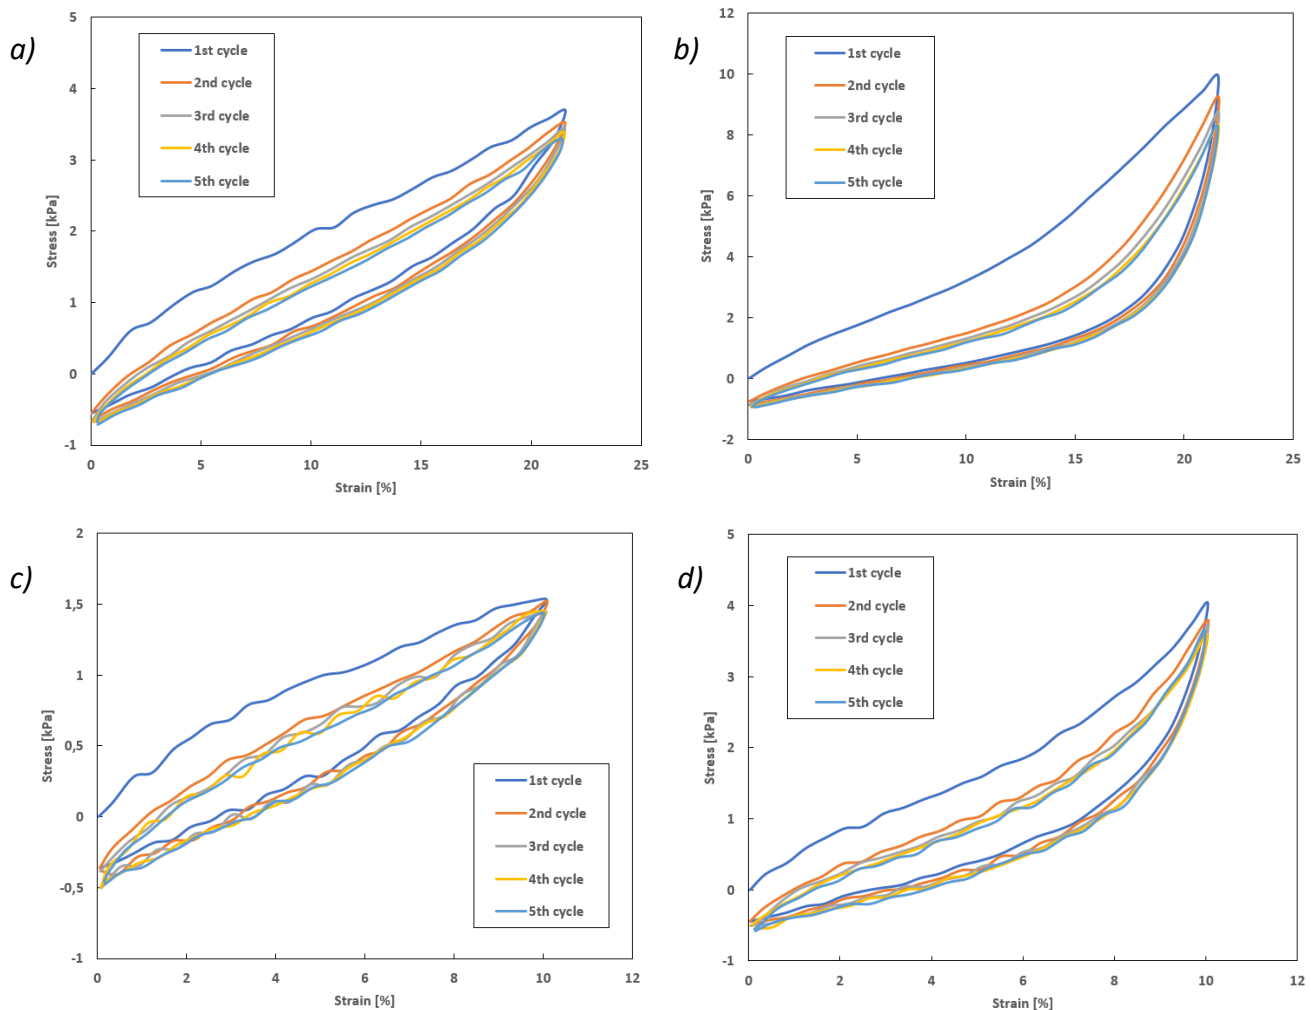 a)
5
4
3
2
1
0
-1
Stress [kPa]
1st cycle
2nd cycle
3rd cycle
4th cycle
5th cycle
0 5 10 15 20 25
Strain [%]
b)
12
10
8
6
4
2
0
-2
Stress [kPa]
1st cycle
2nd cycle
3rd cycle
4th cycle
5th cycle
0 5 10 15 20 25
Strain [%]
c)
2
1,5
1
0,5
0
-0,5
-1
Stress [kPa]
1st cycle
2nd cycle
3rd cycle
4th cycle
5th cycle
0 2 4 6 8 10 12
Strain [%]
d)
5
4
3
2
1
0
-1
Stress [kPa]
1st cycle
2nd cycle
3rd cycle
4th cycle
5th cycle
0 2 4 6 8 10 12
Strain [%]